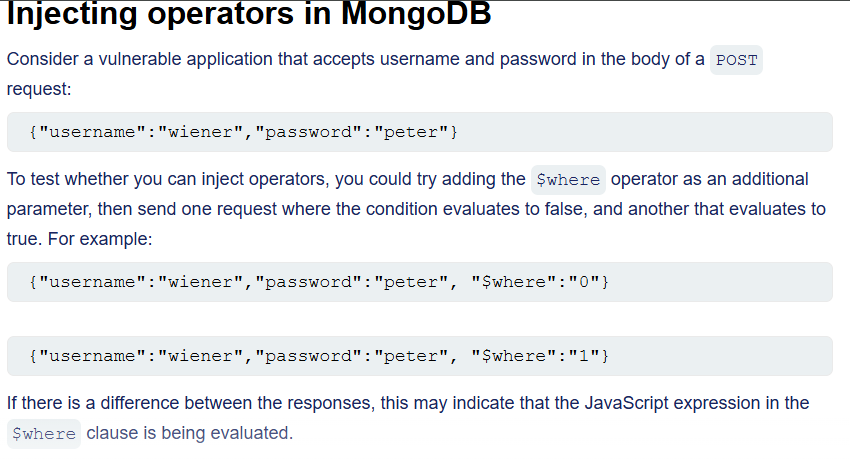 Injecting operators in MongoDB
Consider a vulnerable application that accepts username and password in the body of a POST
request:
{"username":"wiener","password":"peter"}
To test whether you can inject operators, you could try adding the $where operator as an additional
parameter, then send one request where the condition evaluates to false, and another that evaluates to
true. For example:
{"username":"wiener","password":"peter", "$where":"0"}
{"username":"wiener","password":"peter", "$where":"1"}
If there is a difference between the responses, this may indicate that the JavaScript expression in the
$where clause is being evaluated.